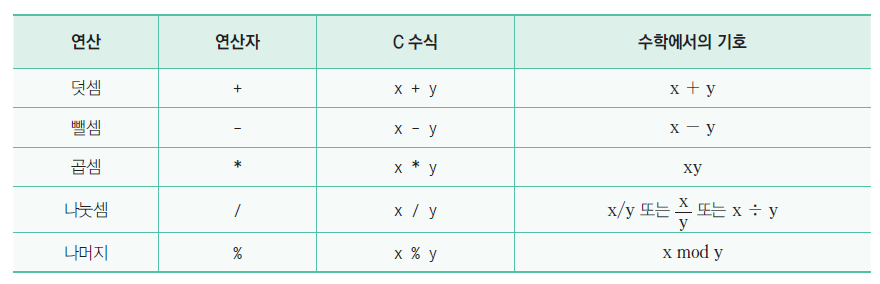 연산 연산자 C 수식 수학에서의 기호
덧셈 + x + y x + y
뺄셈 - x - y x − y
곱셈 * x * y xy
나눗셈 / x / y x/y 또는 x/y 또는 x ÷ y
나머지 % x % y x mod y